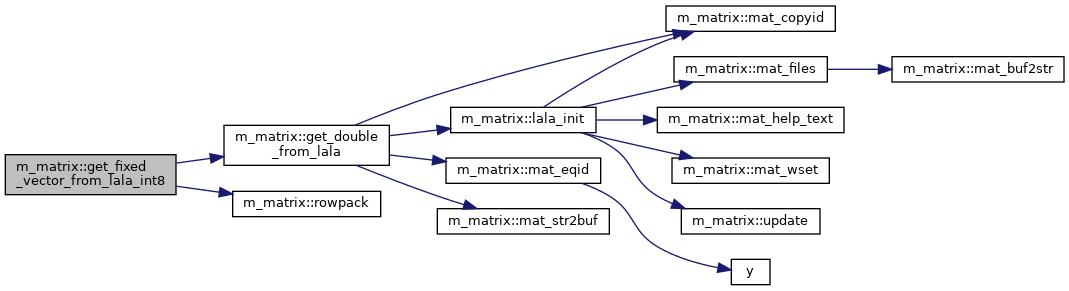 m_matrix::get_fixed
_vector_from_lala_int8
m_matrix::get_double
_from_lala
m_matrix::rowpack
m_matrix::lala_init
m_matrix::mat_eqid
m_matrix::mat_str2buf
m_matrix::mat_copyid
m_matrix::mat_files
m_matrix::mat_help_text
m_matrix::mat_wset
m_matrix::update
y
m_matrix::mat_buf2str